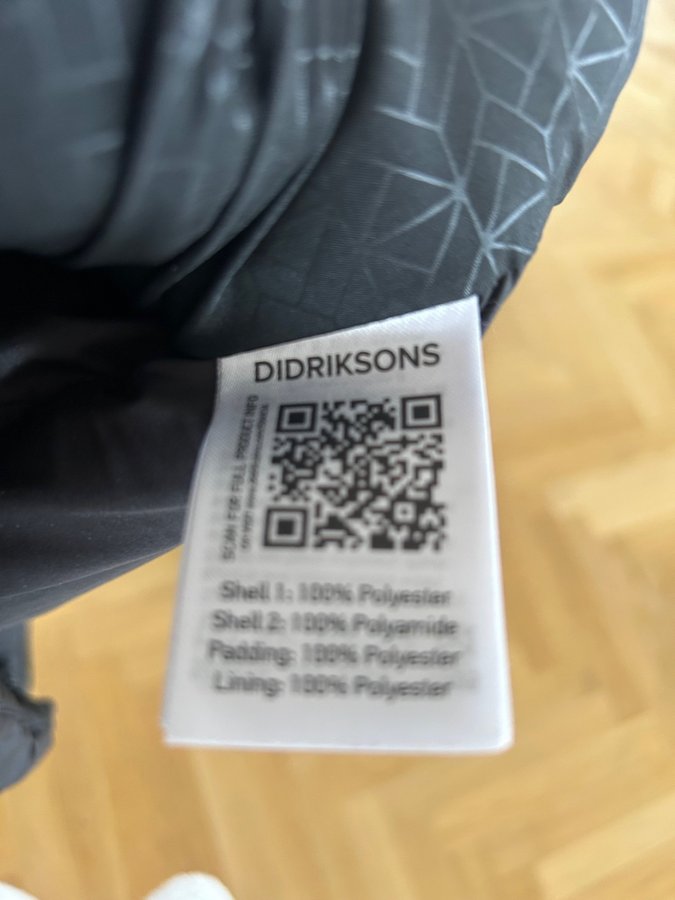 DIDRIKSONS
SCAN FOR FULL PRODUCT INFO
Shell 1: 100% Polyester
Shell 2: 100% Polyamide
Padding: 100% Polyester
Lining: 100% Polyester